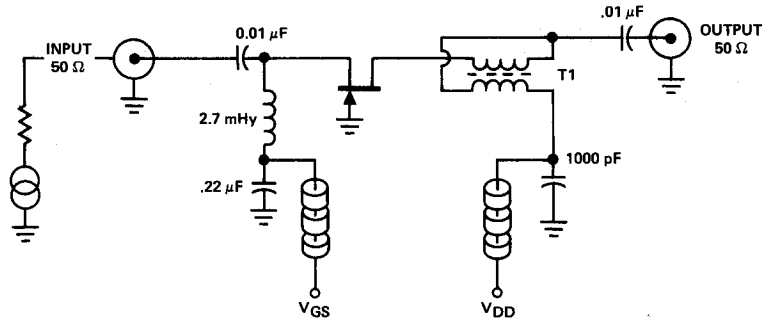 INPUT
50 Ω
0.01 µF
.01 µF
OUTPUT
50 Ω
T1
2.7 mHy
.22 µF
1000 pF
VGS
VDD